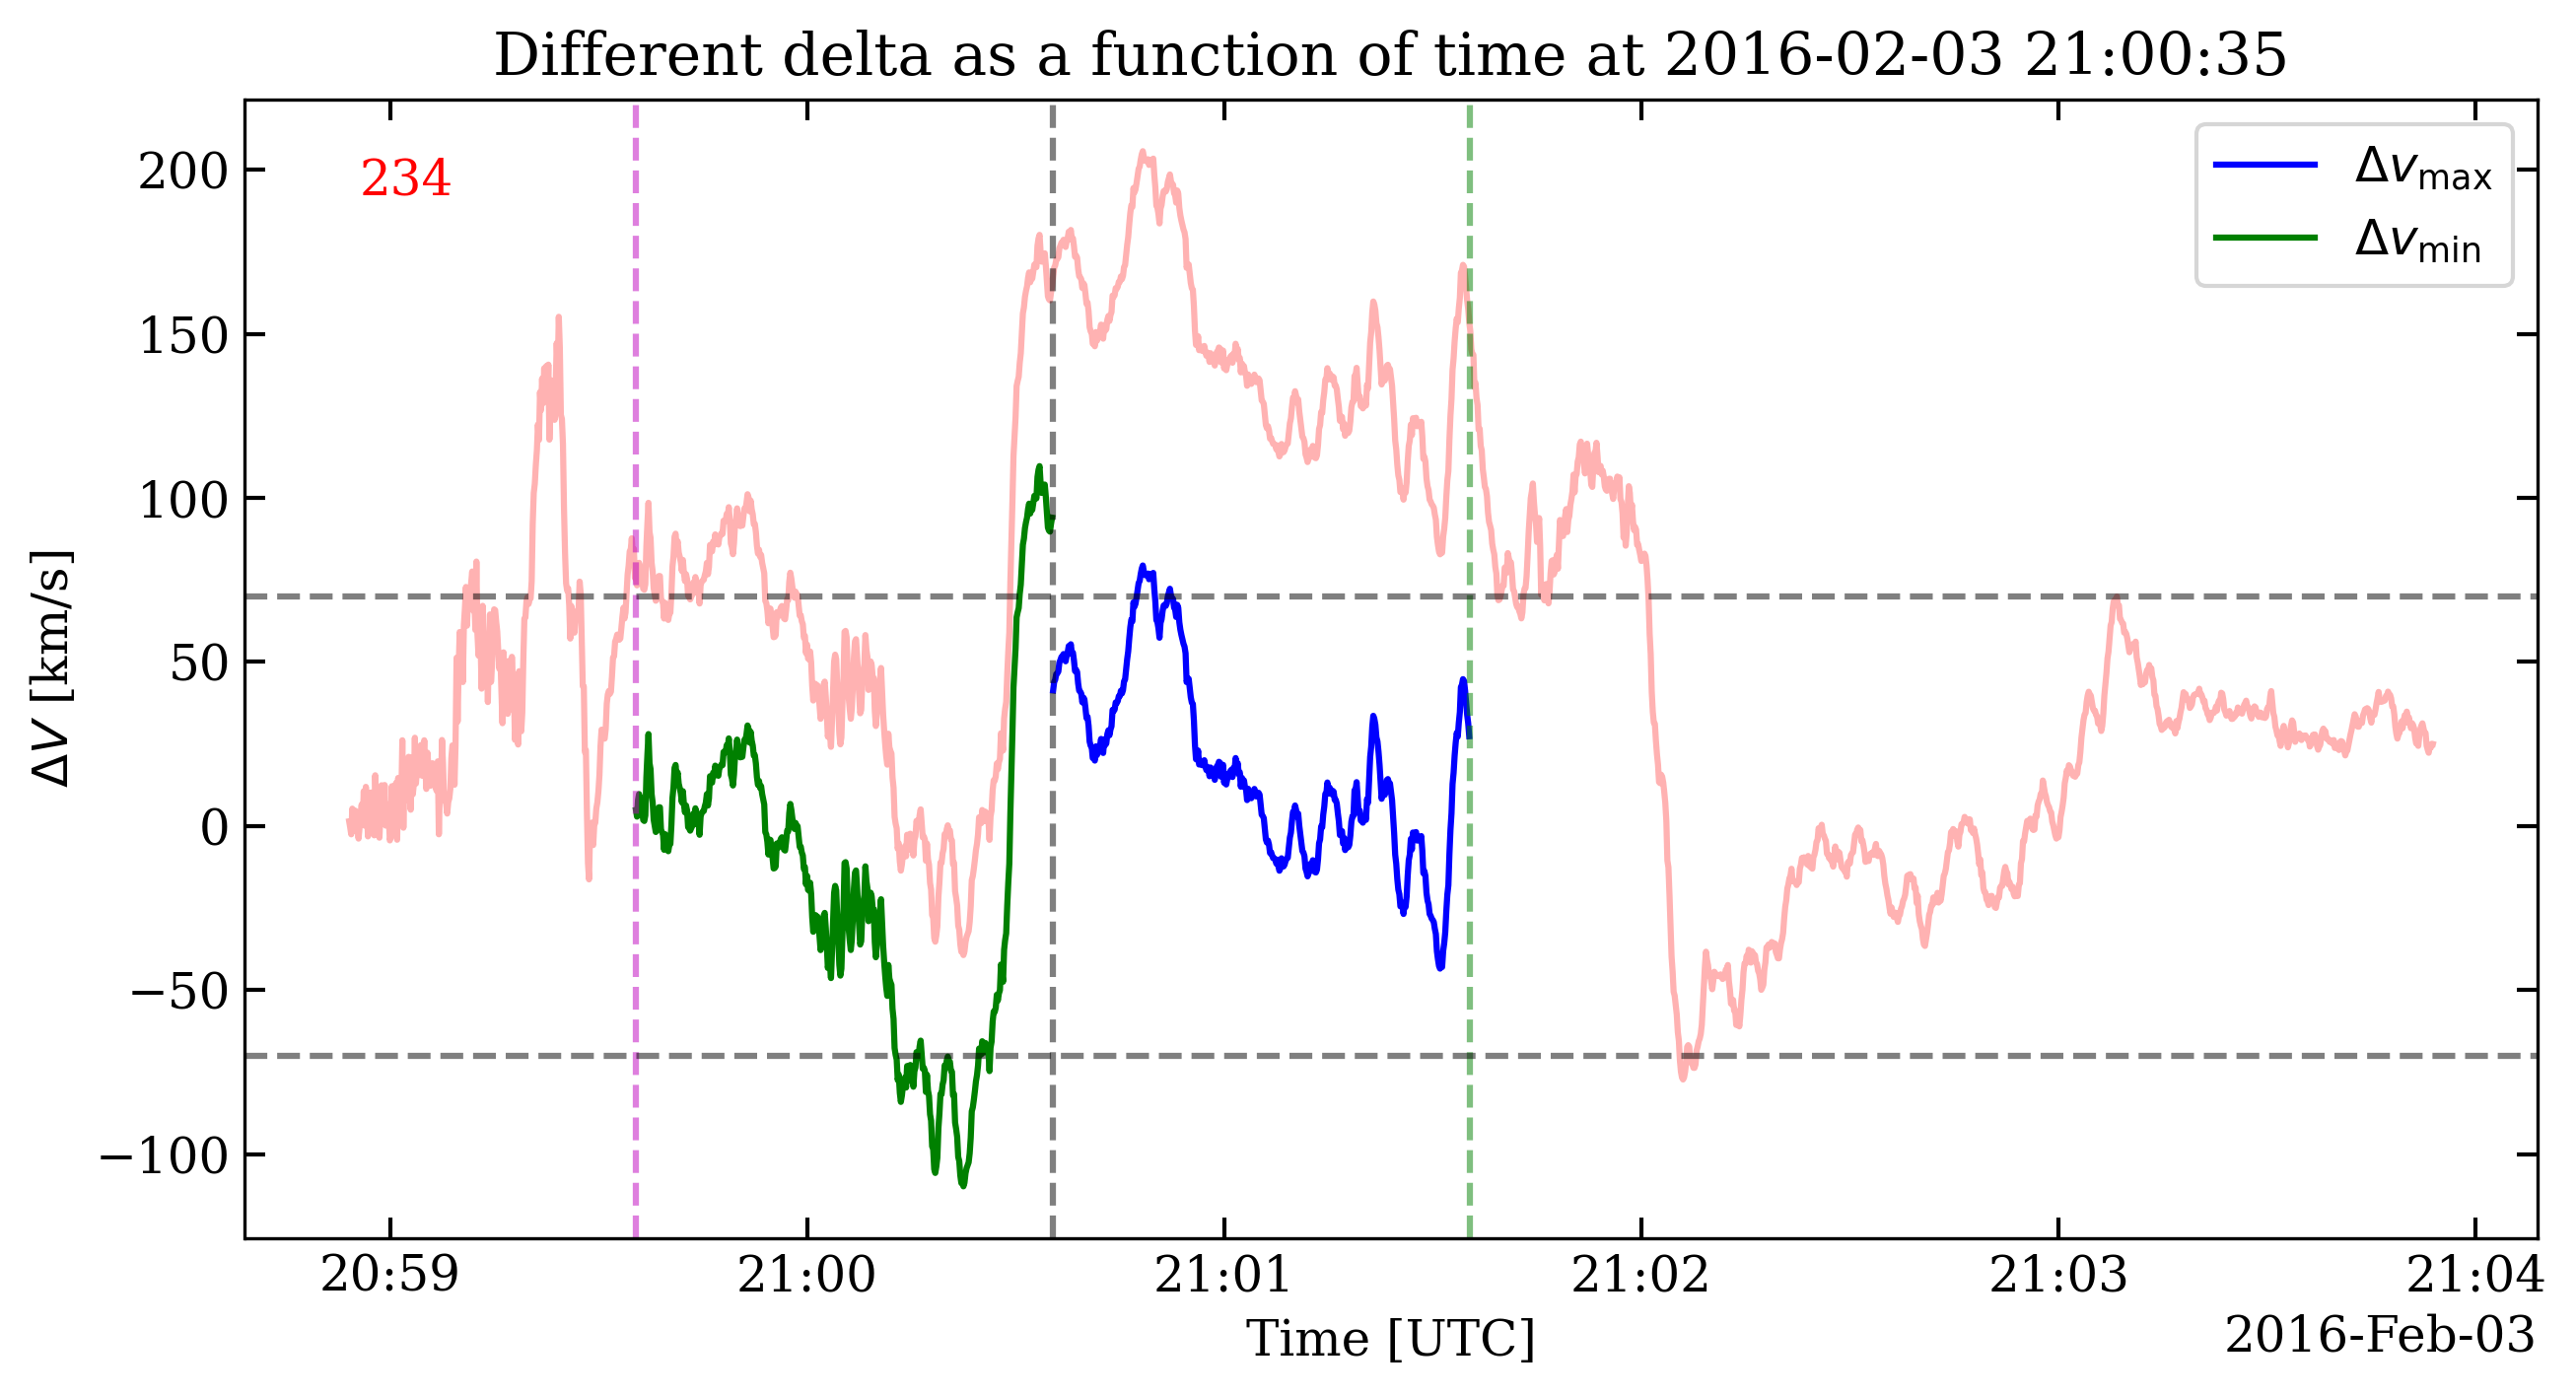 Different delta as a function of time at 2016-02-03 21:00:35
234
Δv_max
Δv_min
200
150
100
50
0
−50
−100
ΔV [km/s]
20:59 21:00 21:01 21:02 21:03 21:04
Time [UTC]
2016-Feb-03